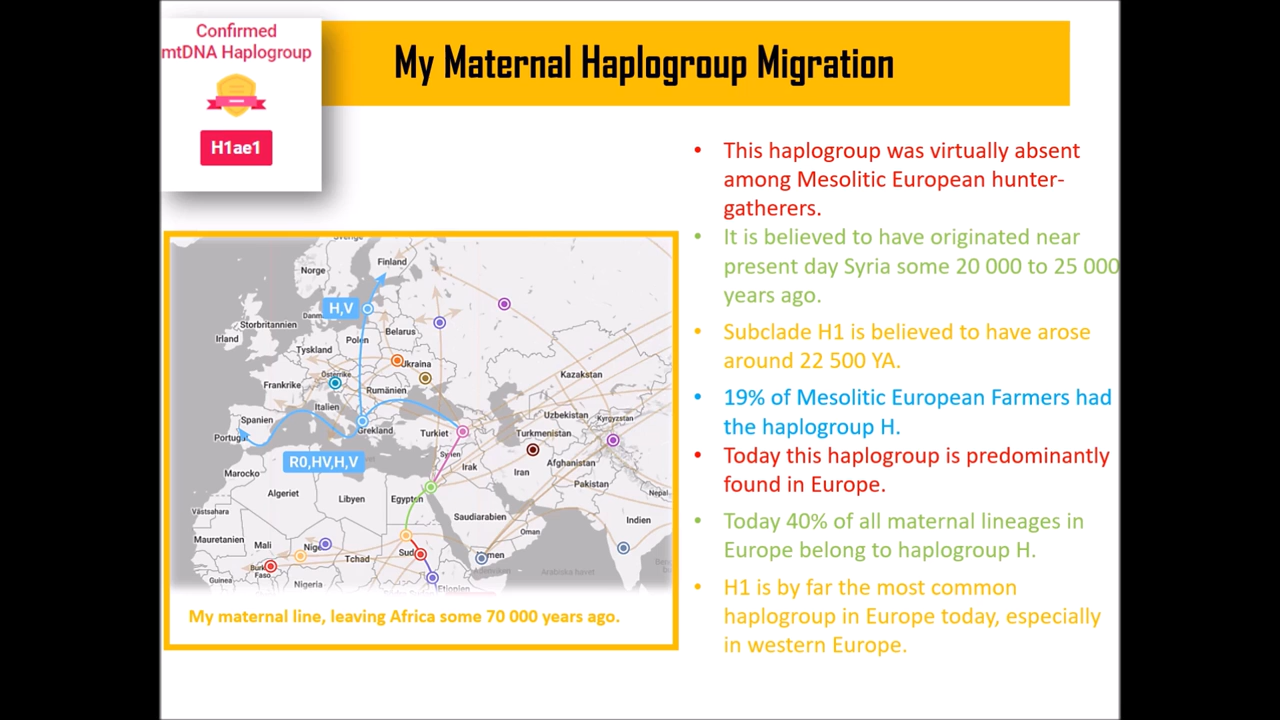 Confirmed
mtDNA Haplogroup
H1ae1
My Maternal Haplogroup Migration
This haplogroup was virtually absent
among Mesolitic European hunter-
gatherers.
It is believed to have originated near
present day Syria some 20 000 to 25 000
years ago.
Subclade H1 is believed to have arose
around 22 500 YA.
19% of Mesolitic European Farmers had
the haplogroup H.
Today this haplogroup is predominantly
found in Europe.
Today 40% of all maternal lineages in
Europe belong to haplogroup H.
H1 is by far the most common
haplogroup in Europe today, especially
in western Europe.
Sverige
Finland
Norge
H,V
Storbritannien
Irland
Belarus
Polen
Tyskland
Ukraina
Österrike
Frankrike
Kazakstan
Rumänien
Italien
Spanien
Uzbekistan
Kyrgyzstan
Grekland
Turkiet
Turkmenistan
Portugal
R0,HV,H,V
Syrien
Irak
Iran
Afghanistan
Marocko
Pakistan
Algeriet
Libyen
Egypten
Nepal
Västsahara
Saudiarabien
Oman
Indien
Mauretanien
Mali
Niger
Tchad
Sudan
Yemen
Burkina
Faso
Guinea
Nigeria
Etiopien
Arabiska havet
My maternal line, leaving Africa some 70 000 years ago.